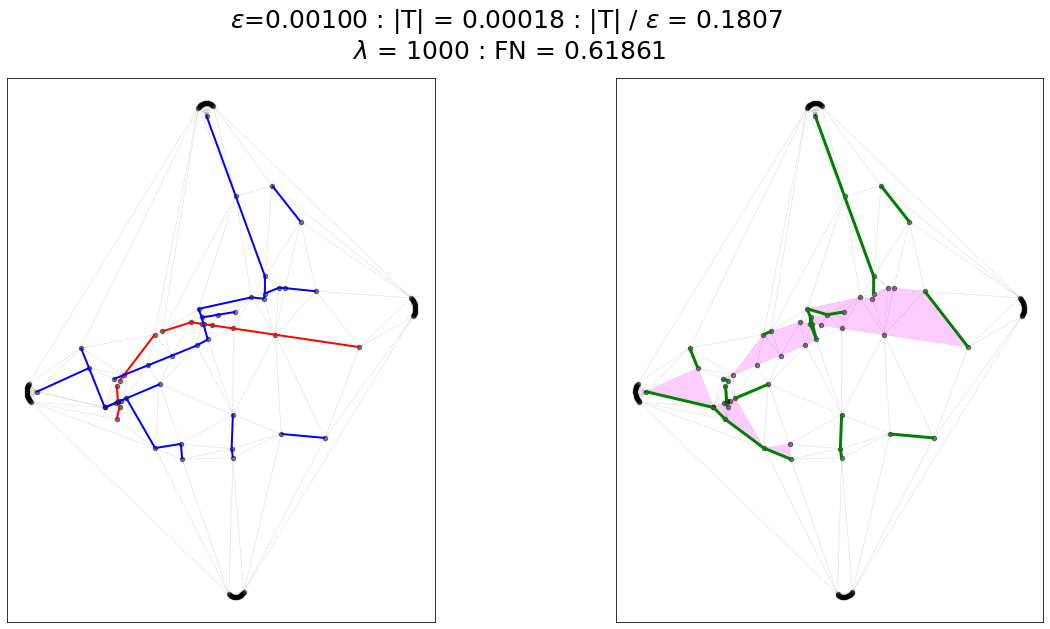 ε=0.00100 : |T| = 0.00018 : |T| / ε = 0.1807
λ = 1000 : FN = 0.61861